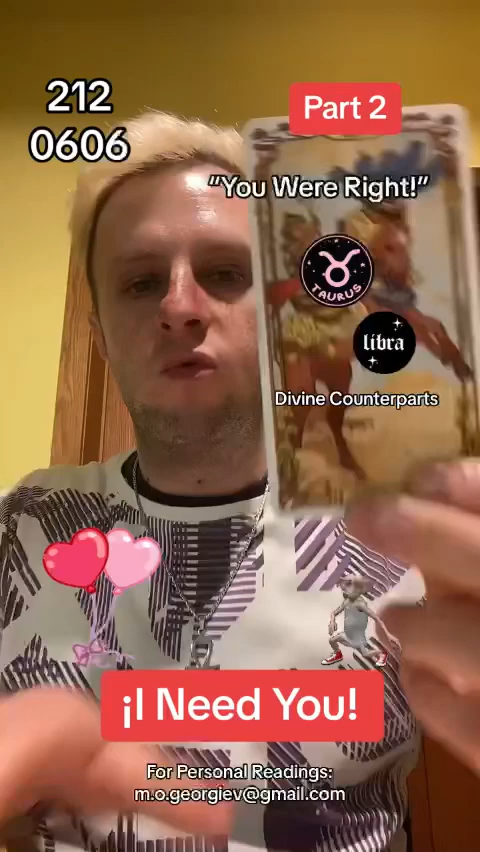 212
0606
Part 2
“You Were Right!”
TAURUS
libra
Divine Counterparts
¡I Need You!
For Personal Readings:
m.o.georgiev@gmail.com